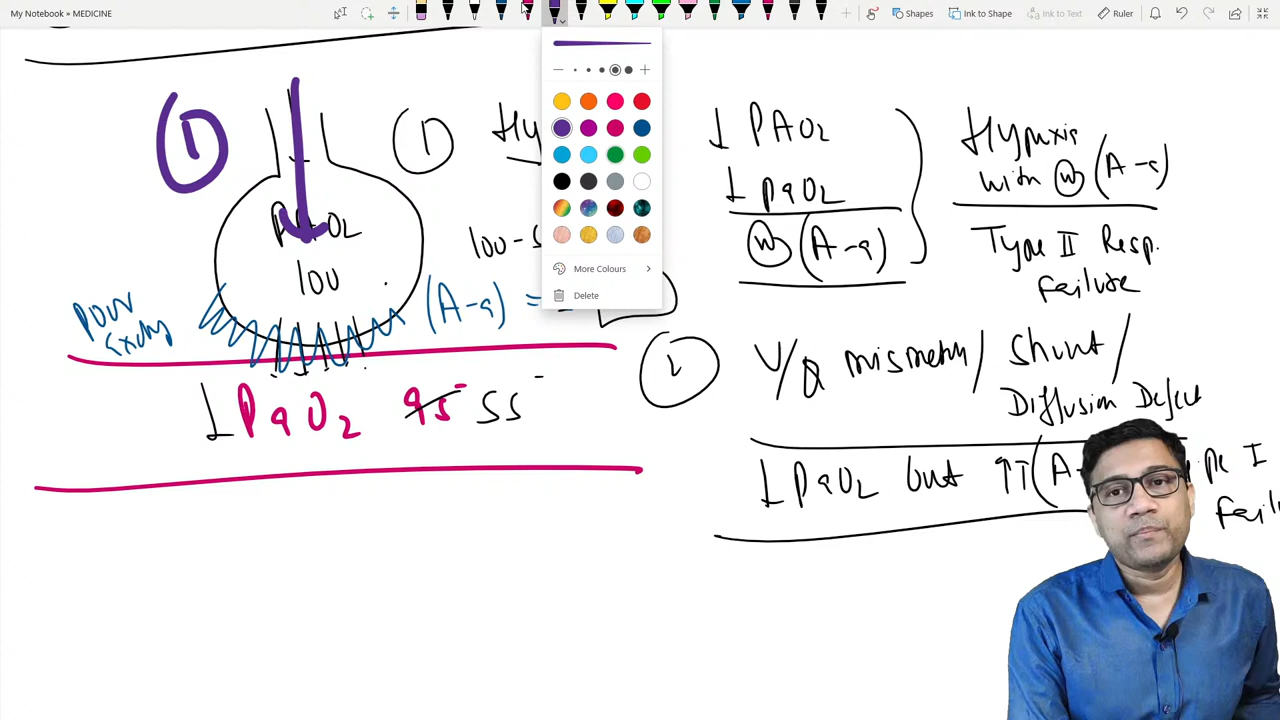 My Notebook » MEDICINE
Shapes
Ink to Shape
Ink to Text
Ruler
More Colours
Delete
1
PAO2
100
1
Hy
100-
(A-a) =
poor
↓ PaO2 95 55
↓ PAO2
↓ PaO2
N (A-a)
Hypoxia
with N (A-a)
Type II Resp.
failure
2
V/Q mismatch / Shunt /
Diffusion Defect
↓ PaO2 but ↑↑ (A-
pe I
failu